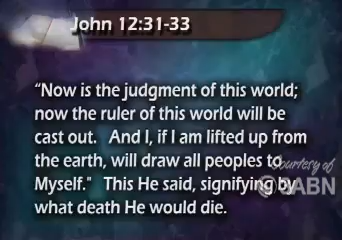 John 12:31-33
“Now is the judgment of this world;
now the ruler of this world will be
cast out.   And I, if I am lifted up from
the earth, will draw all peoples to
Myself."   This He said, signifying by
what death He would die.
Courtesy of
3ABN